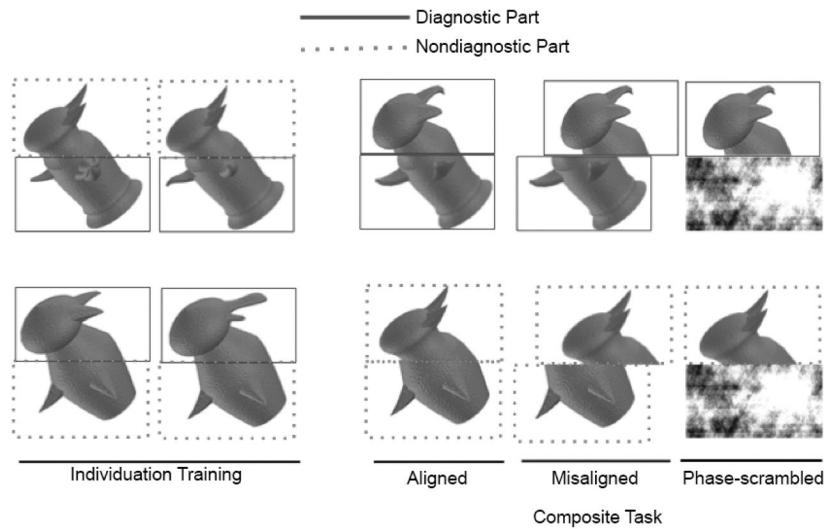 Diagnostic Part
Nondiagnostic Part
Individuation Training
Aligned
Misaligned
Phase-scrambled
Composite Task